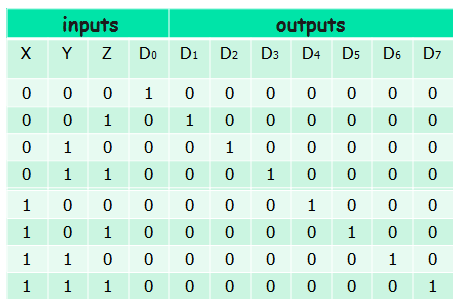 inputs outputs
X Y Z D0 D1 D2 D3 D4 D5 D6 D7
0 0 0 1 0 0 0 0 0 0 0
0 0 1 0 1 0 0 0 0 0 0
0 1 0 0 0 1 0 0 0 0 0
0 1 1 0 0 0 1 0 0 0 0
1 0 0 0 0 0 0 1 0 0 0
1 0 1 0 0 0 0 0 1 0 0
1 1 0 0 0 0 0 0 0 1 0
1 1 1 0 0 0 0 0 0 0 1